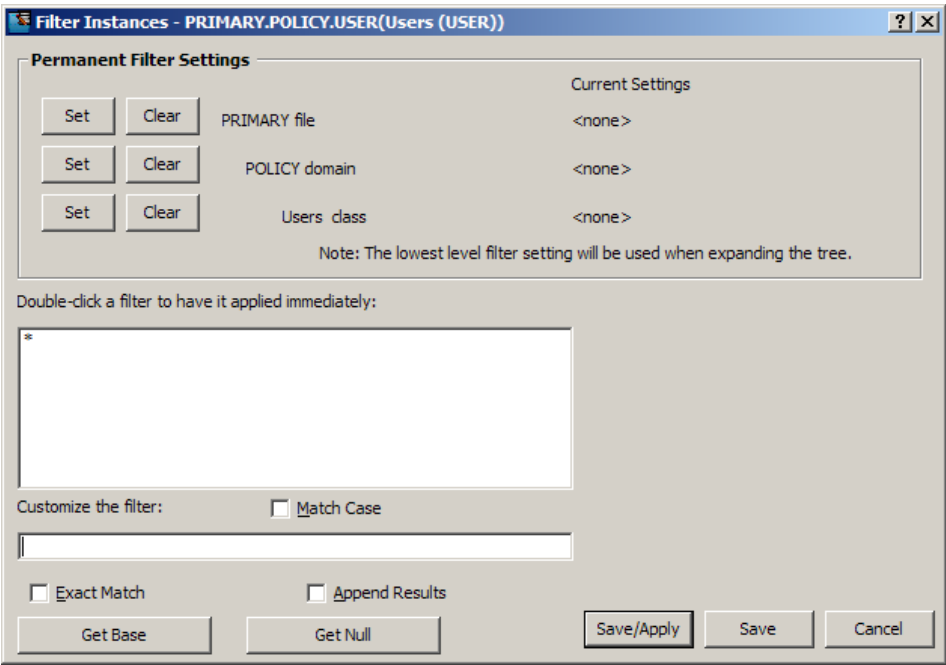 Filter Instances - PRIMARY.POLICY.USER(Users (USER))
Permanent Filter Settings
Current Settings
Set Clear PRIMARY file <none>
Set Clear POLICY domain <none>
Set Clear Users class <none>
Note: The lowest level filter setting will be used when expanding the tree.
Double-click a filter to have it applied immediately:
*
Customize the filter: Match Case
Exact Match Append Results
Get Base Get Null Save/Apply Save Cancel